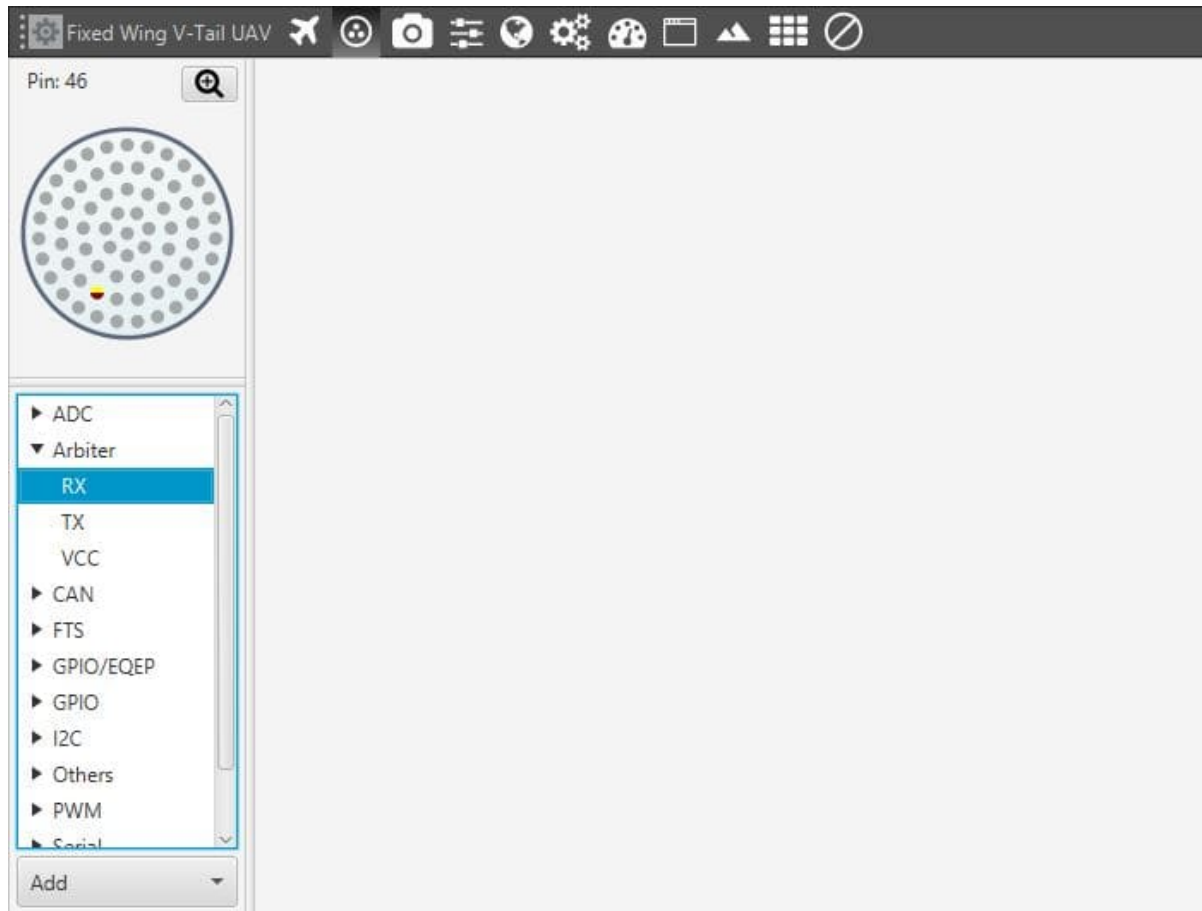 Fixed Wing V-Tail UAV
Pin: 46
ADC
Arbiter
RX
TX
VCC
CAN
FTS
GPIO/EQEP
GPIO
I2C
Others
PWM
Serial
Add